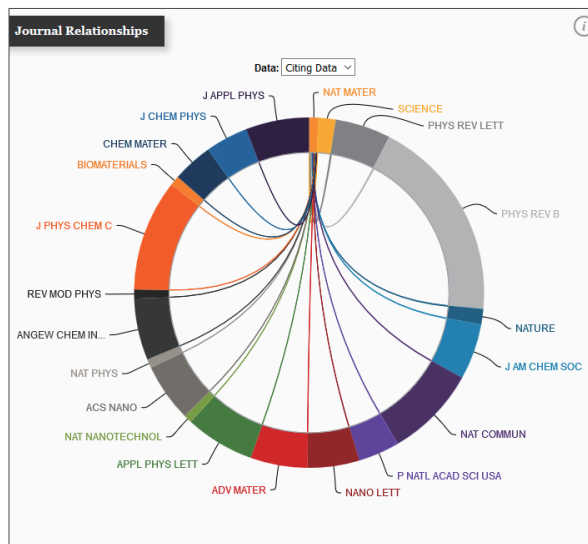 Journal Relationships
i
Data: Citing Data
NAT MATER
SCIENCE
PHYS REV LETT
PHYS REV B
NATURE
J AM CHEM SOC
NAT COMMUN
P NATL ACAD SCI USA
NANO LETT
ADV MATER
APPL PHYS LETT
NAT NANOTECHNOL
ACS NANO
NAT PHYS
ANGEW CHEM IN...
REV MOD PHYS
J PHYS CHEM C
BIOMATERIALS
CHEM MATER
J CHEM PHYS
J APPL PHYS